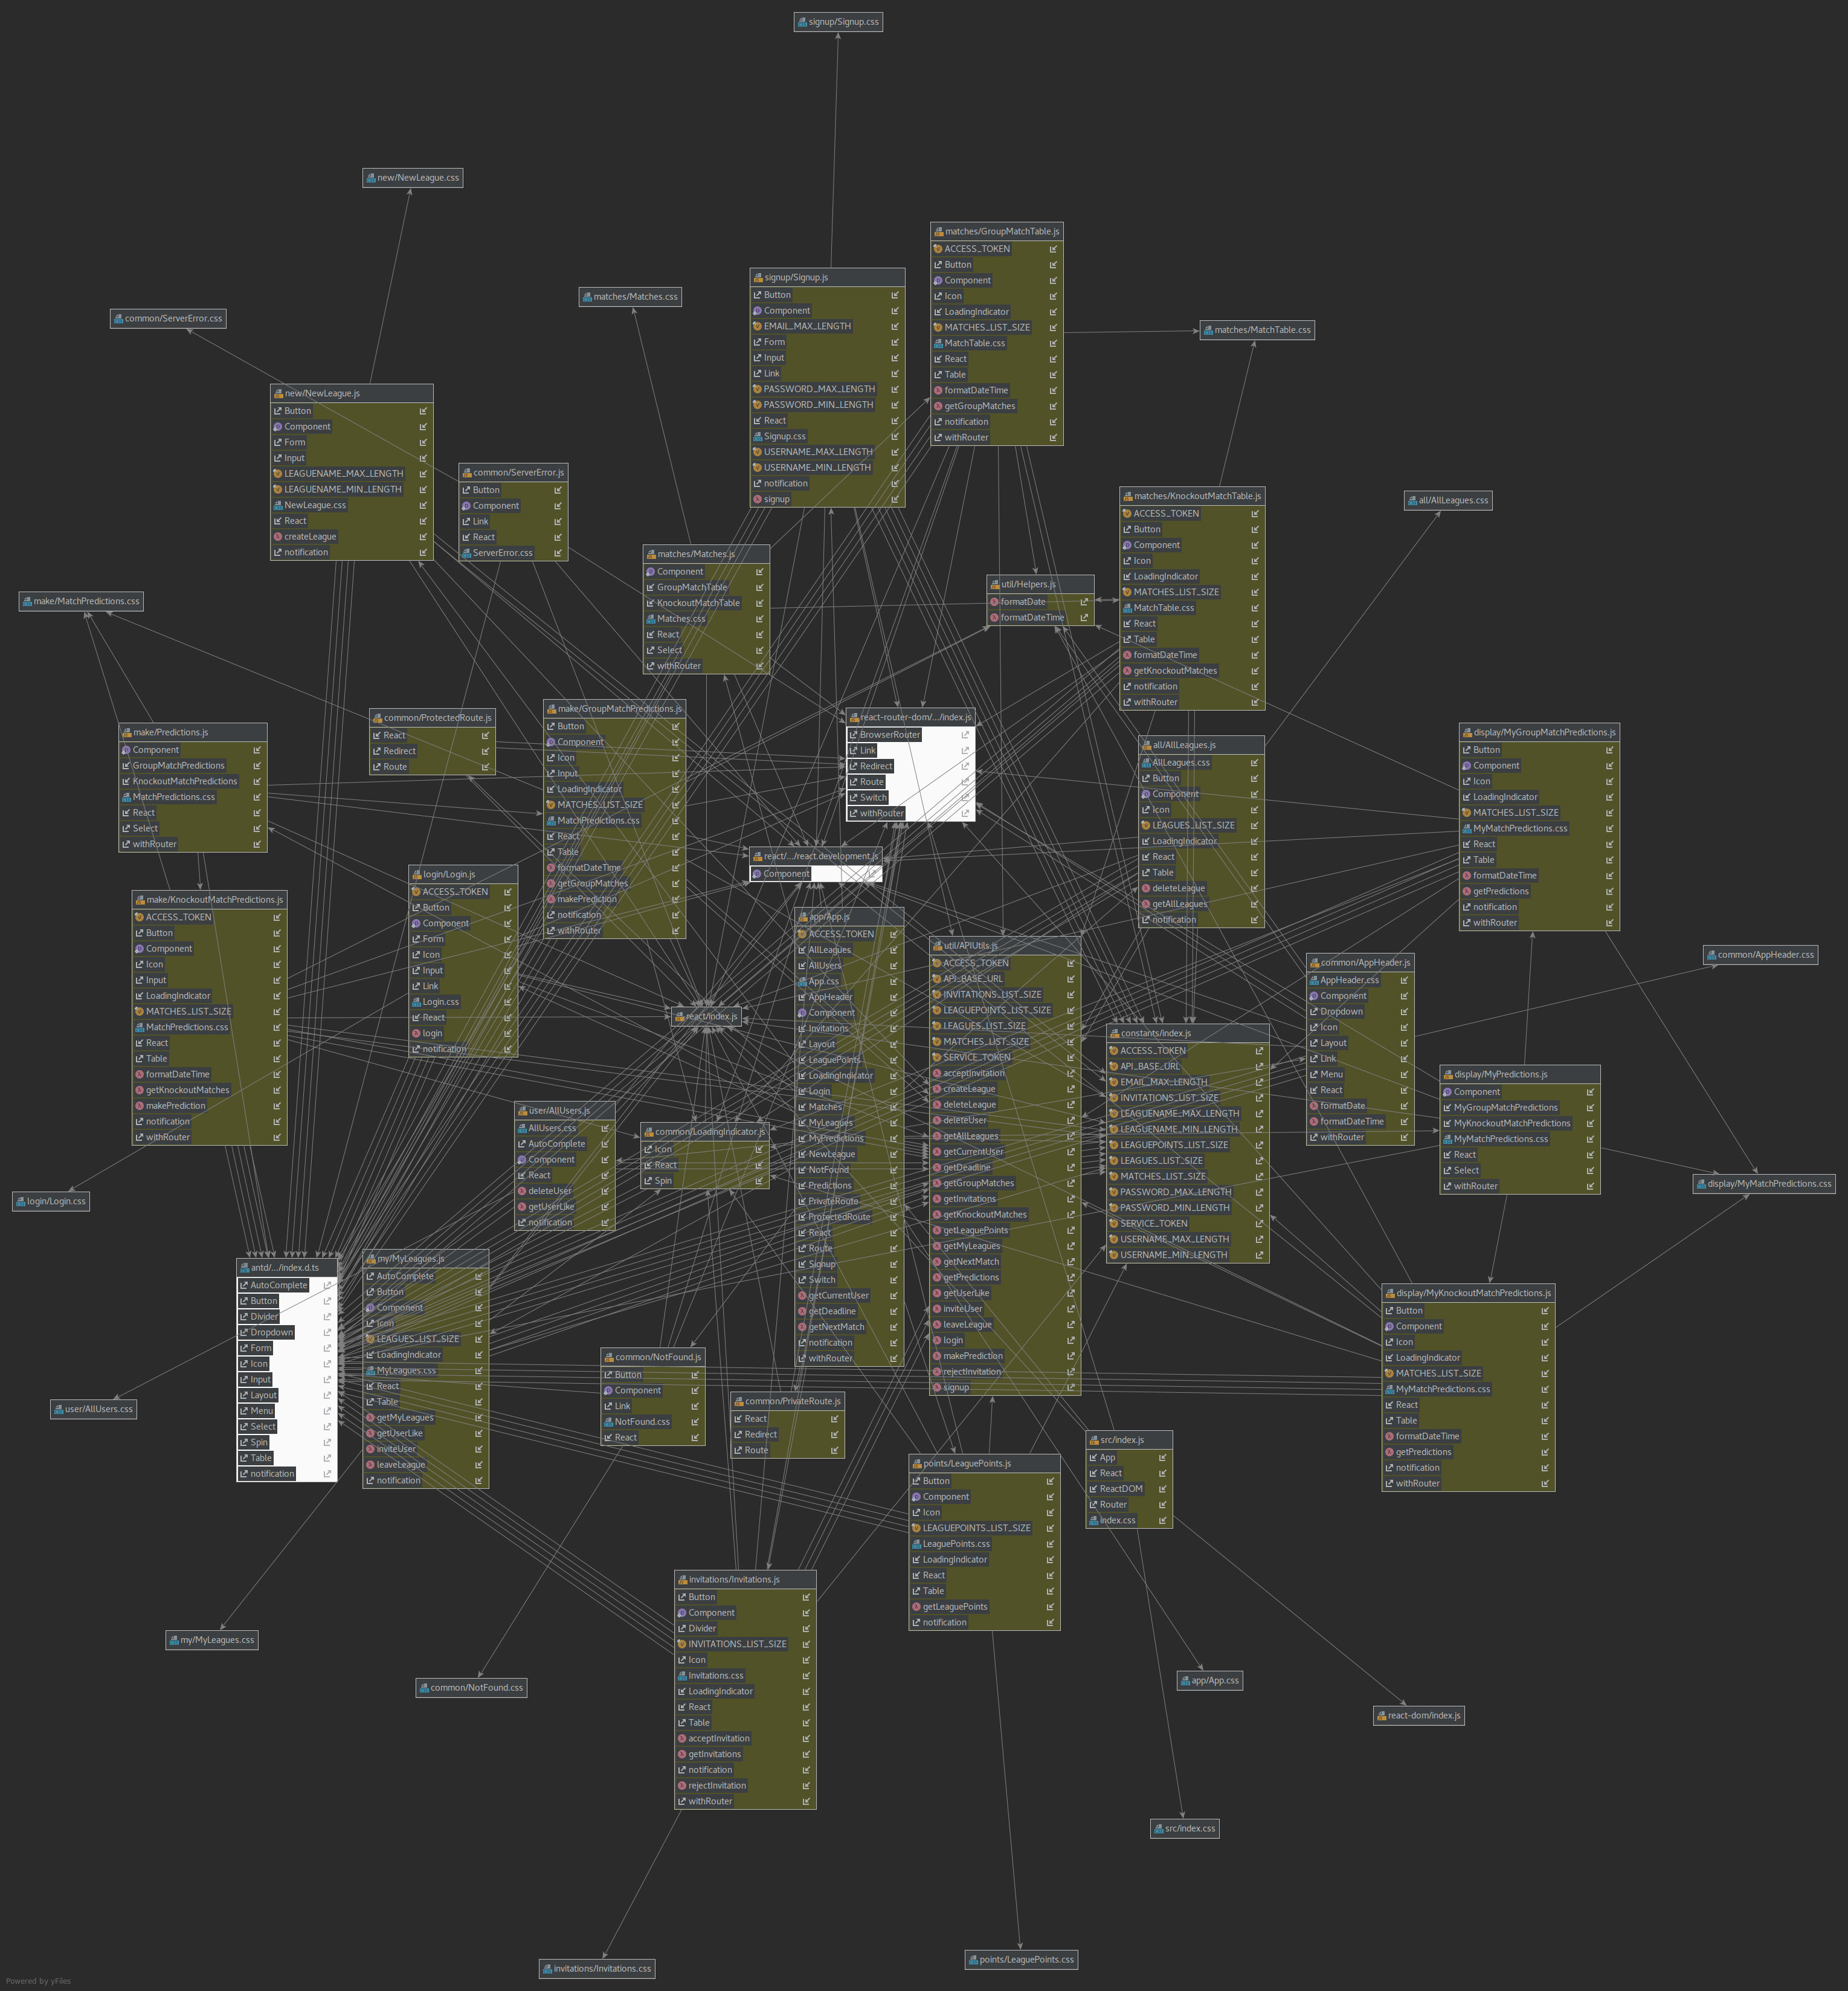 signup/Signup.css
new/NewLeague.css
matches/GroupMatchTable.js
ACCESS_TOKEN
Button
Component
Icon
LoadingIndicator
MATCHES_LIST_SIZE
MatchTable.css
React
Table
formatDateTime
getGroupMatches
notification
withRouter
signup/Signup.js
Button
Component
EMAIL_MAX_LENGTH
Form
Input
Link
PASSWORD_MAX_LENGTH
PASSWORD_MIN_LENGTH
React
Signup.css
USERNAME_MAX_LENGTH
USERNAME_MIN_LENGTH
notification
signup
matches/Matches.css
common/ServerError.css
matches/MatchTable.css
new/NewLeague.js
Button
Component
Form
Input
LEAGUENAME_MAX_LENGTH
LEAGUENAME_MIN_LENGTH
NewLeague.css
React
createLeague
notification
common/ServerError.js
Button
Component
Link
React
ServerError.css
matches/KnockoutMatchTable.js
ACCESS_TOKEN
Button
Component
Icon
LoadingIndicator
MATCHES_LIST_SIZE
MatchTable.css
React
Table
formatDateTime
getKnockoutMatches
notification
withRouter
all/AllLeagues.css
matches/Matches.js
Component
GroupMatchTable
KnockoutMatchTable
Matches.css
React
Select
withRouter
util/Helpers.js
formatDate
formatDateTime
make/MatchPredictions.css
make/GroupMatchPredictions.js
Button
Component
Icon
Input
LoadingIndicator
MATCHES_LIST_SIZE
MatchPredictions.css
React
Table
formatDateTime
getGroupMatches
makePrediction
notification
withRouter
common/ProtectedRoute.js
React
Redirect
Route
react-router-dom/.../index.js
BrowserRouter
Link
Redirect
Route
Switch
withRouter
make/Predictions.js
Component
GroupMatchPredictions
KnockoutMatchPredictions
MatchPredictions.css
React
Select
withRouter
display/MyGroupMatchPredictions.js
Button
Component
Icon
LoadingIndicator
MATCHES_LIST_SIZE
MyMatchPredictions.css
React
Table
formatDateTime
getPredictions
notification
withRouter
all/AllLeagues.js
AllLeagues.css
Button
Component
Icon
LEAGUES_LIST_SIZE
LoadingIndicator
React
Table
deleteLeague
getAllLeagues
notification
react/.../react.development.js
Component
login/Login.js
ACCESS_TOKEN
Button
Component
Form
Icon
Input
Link
Login.css
React
login
notification
make/KnockoutMatchPredictions.js
ACCESS_TOKEN
Button
Component
Icon
Input
LoadingIndicator
MATCHES_LIST_SIZE
MatchPredictions.css
React
Table
formatDateTime
getKnockoutMatches
makePrediction
notification
withRouter
app/App.js
ACCESS_TOKEN
AllLeagues
AllUsers
App.css
AppHeader
Component
Invitations
Layout
LeaguePoints
LoadingIndicator
Login
Matches
MyLeagues
MyPredictions
NewLeague
NotFound
Predictions
PrivateRoute
ProtectedRoute
React
Route
Signup
Switch
getCurrentUser
getDeadline
getNextMatch
notification
withRouter
util/APIUtils.js
ACCESS_TOKEN
API_BASE_URL
INVITATIONS_LIST_SIZE
LEAGUEPOINTS_LIST_SIZE
LEAGUES_LIST_SIZE
MATCHES_LIST_SIZE
SERVICE_TOKEN
acceptInvitation
createLeague
deleteLeague
deleteUser
getAllLeagues
getCurrentUser
getDeadline
getGroupMatches
getInvitations
getKnockoutMatches
getLeaguePoints
getMyLeagues
getNextMatch
getPredictions
getUserLike
inviteUser
leaveLeague
login
makePrediction
rejectInvitation
signup
common/AppHeader.css
common/AppHeader.js
AppHeader.css
Component
Dropdown
Icon
Layout
Link
Menu
React
formatDate
formatDateTime
withRouter
react/index.js
constants/index.js
ACCESS_TOKEN
API_BASE_URL
EMAIL_MAX_LENGTH
INVITATIONS_LIST_SIZE
LEAGUENAME_MAX_LENGTH
LEAGUENAME_MIN_LENGTH
LEAGUEPOINTS_LIST_SIZE
LEAGUES_LIST_SIZE
MATCHES_LIST_SIZE
PASSWORD_MAX_LENGTH
PASSWORD_MIN_LENGTH
SERVICE_TOKEN
USERNAME_MAX_LENGTH
USERNAME_MIN_LENGTH
display/MyPredictions.js
Component
MyGroupMatchPredictions
MyKnockoutMatchPredictions
MyMatchPredictions.css
React
Select
withRouter
user/AllUsers.js
AllUsers.css
AutoComplete
Component
React
deleteUser
getUserLike
notification
common/LoadingIndicator.js
Icon
React
Spin
display/MyMatchPredictions.css
login/Login.css
antd/.../index.d.ts
AutoComplete
Button
Divider
Dropdown
Form
Icon
Input
Layout
Menu
Select
Spin
Table
notification
my/MyLeagues.js
AutoComplete
Button
Component
Icon
LEAGUES_LIST_SIZE
LoadingIndicator
MyLeagues.css
React
Table
getMyLeagues
getUserLike
inviteUser
leaveLeague
notification
display/MyKnockoutMatchPredictions.js
Button
Component
Icon
LoadingIndicator
MATCHES_LIST_SIZE
MyMatchPredictions.css
React
Table
formatDateTime
getPredictions
notification
withRouter
common/NotFound.js
Button
Component
Link
NotFound.css
React
common/PrivateRoute.js
React
Redirect
Route
user/AllUsers.css
src/index.js
App
React
ReactDOM
Router
index.css
points/LeaguePoints.js
Button
Component
Icon
LEAGUEPOINTS_LIST_SIZE
LeaguePoints.css
LoadingIndicator
React
Table
getLeaguePoints
notification
invitations/Invitations.js
Button
Component
Divider
INVITATIONS_LIST_SIZE
Icon
Invitations.css
LoadingIndicator
React
Table
acceptInvitation
getInvitations
notification
rejectInvitation
withRouter
my/MyLeagues.css
common/NotFound.css
app/App.css
react-dom/index.js
src/index.css
points/LeaguePoints.css
invitations/Invitations.css
Powered by yFiles